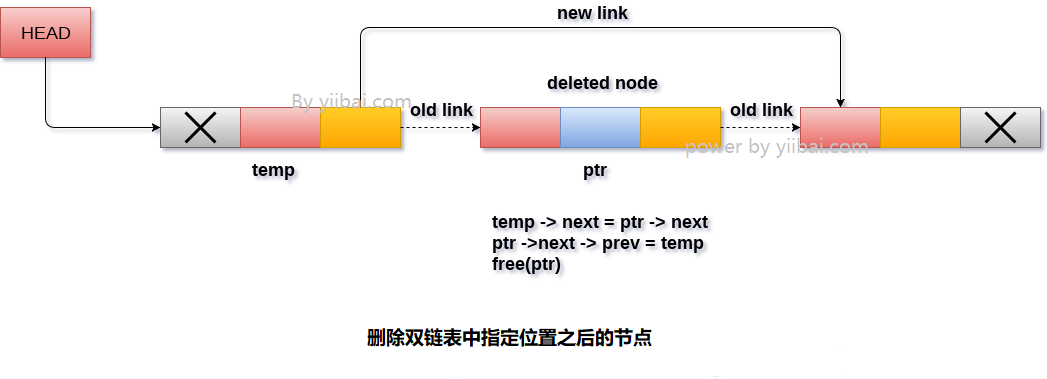 new link
HEAD
deleted node
By yiibai.com
old link
old link
power by yiibai.com
temp
ptr
temp -> next = ptr -> next
ptr ->next -> prev = temp
free(ptr)
删除双链表中指定位置之后的节点